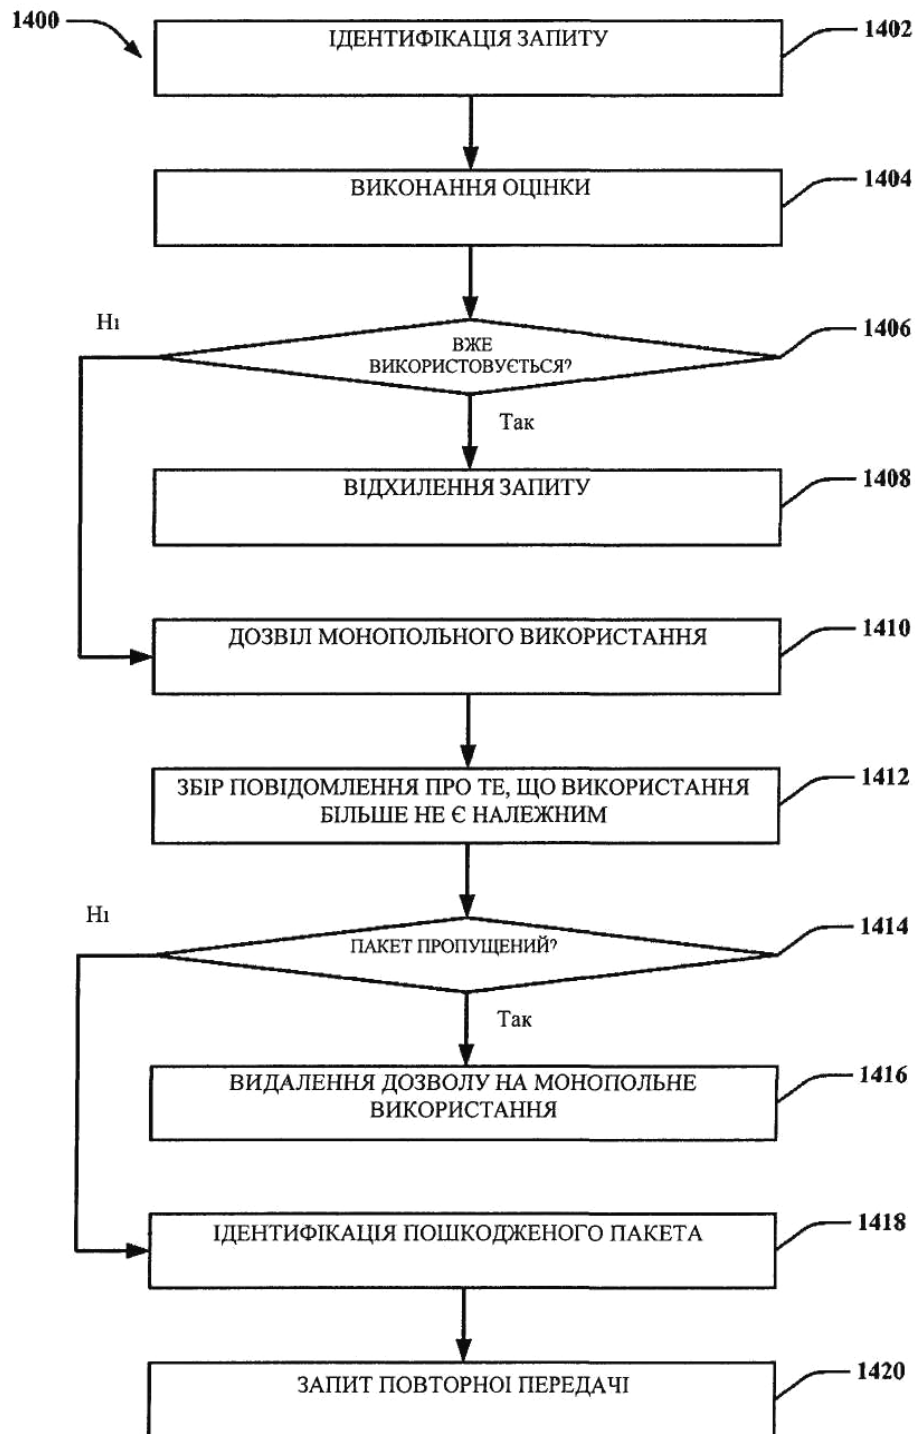 1400
ІДЕНТИФІКАЦІЯ ЗАПИТУ
1402
ВИКОНАННЯ ОЦІНКИ
1404
Ні
ВЖЕ
ВИКОРИСТОВУЄТЬСЯ?
1406
Так
ВІДХИЛЕННЯ ЗАПИТУ
1408
ДОЗВІЛ МОНОПОЛЬНОГО ВИКОРИСТАННЯ
1410
ЗБІР ПОВІДОМЛЕННЯ ПРО ТЕ, ЩО ВИКОРИСТАННЯ
БІЛЬШЕ НЕ Є НАЛЕЖНИМ
1412
Ні
ПАКЕТ ПРОПУЩЕНИЙ?
1414
Так
ВИДАЛЕННЯ ДОЗВОЛУ НА МОНОПОЛЬНЕ
ВИКОРИСТАННЯ
1416
ІДЕНТИФІКАЦІЯ ПОШКОДЖЕНОГО ПАКЕТА
1418
ЗАПИТ ПОВТОРНОЇ ПЕРЕДАЧІ
1420